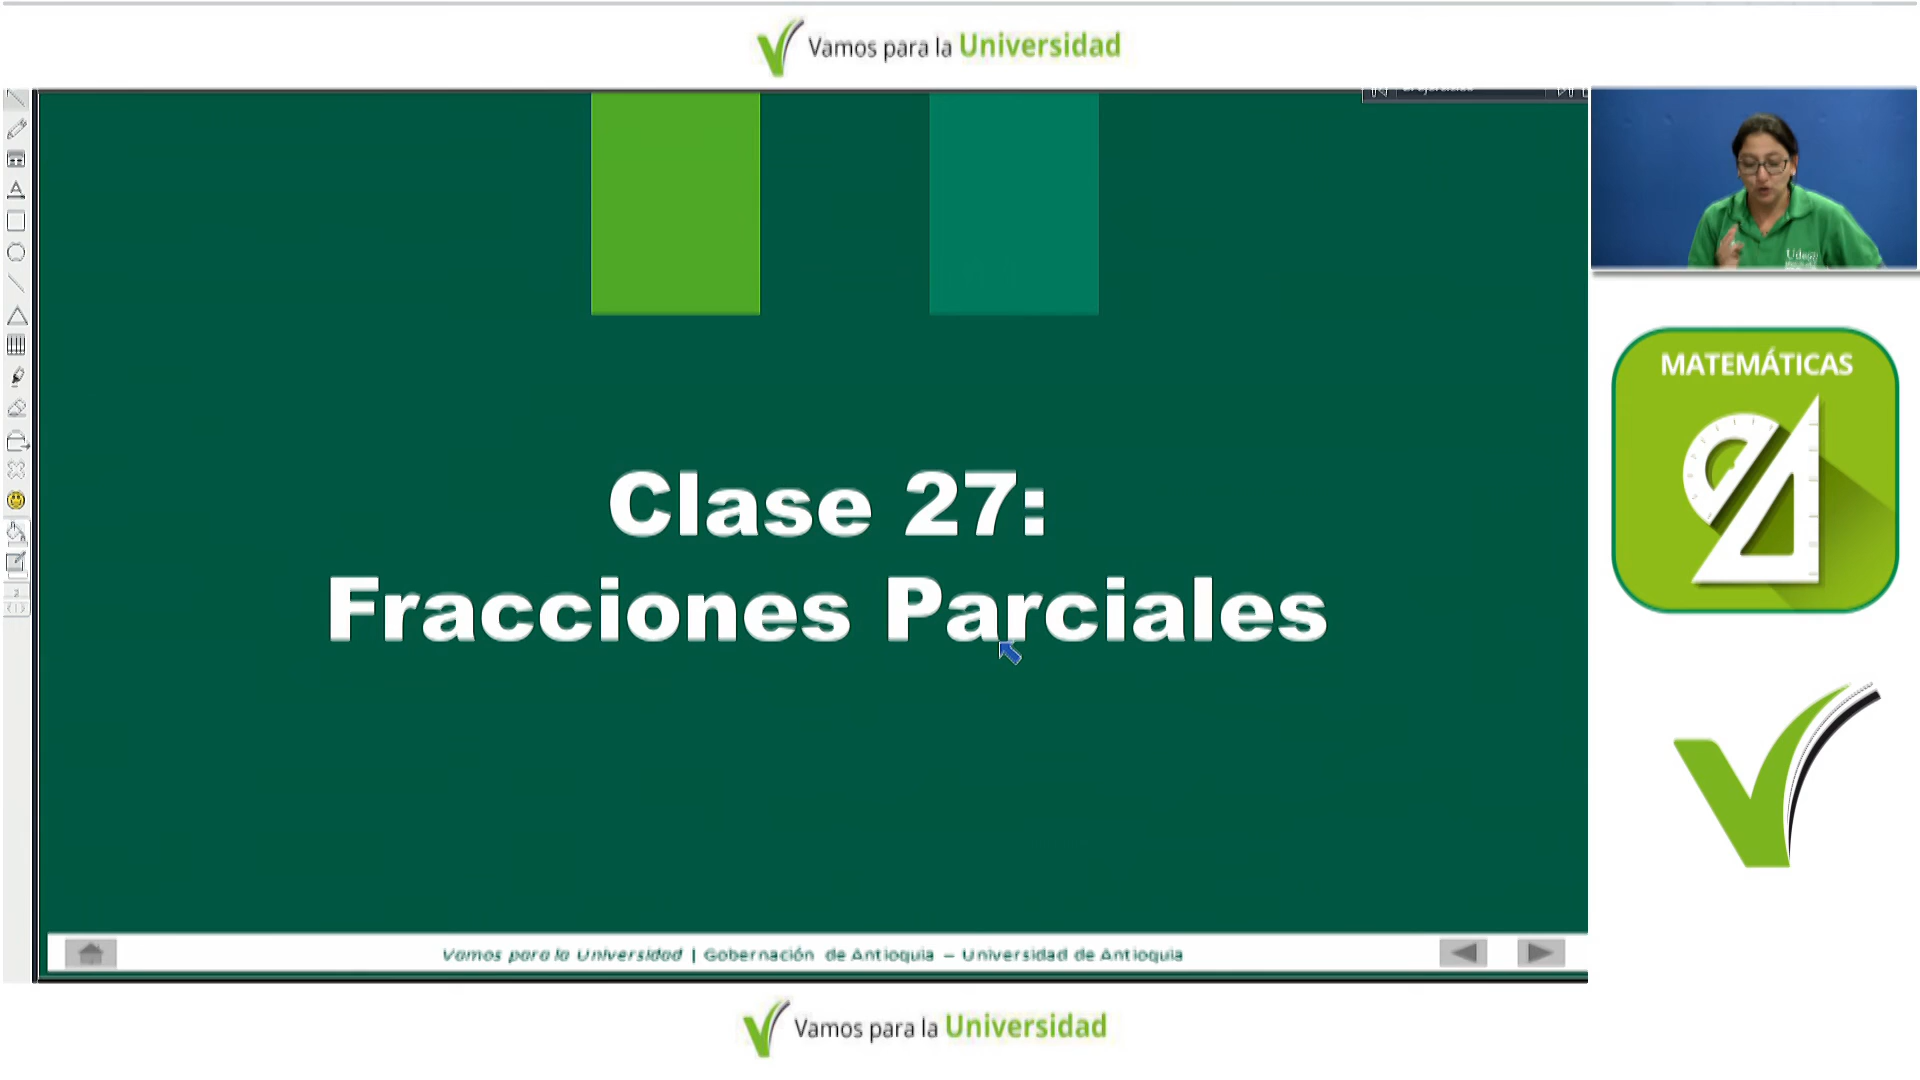 Vamos para la Universidad
MATEMÁTICAS
Clase 27:
Fracciones Parciales
Vamos para la Universidad | Gobernación de Antioquia – Universidad de Antioquia
Vamos para la Universidad